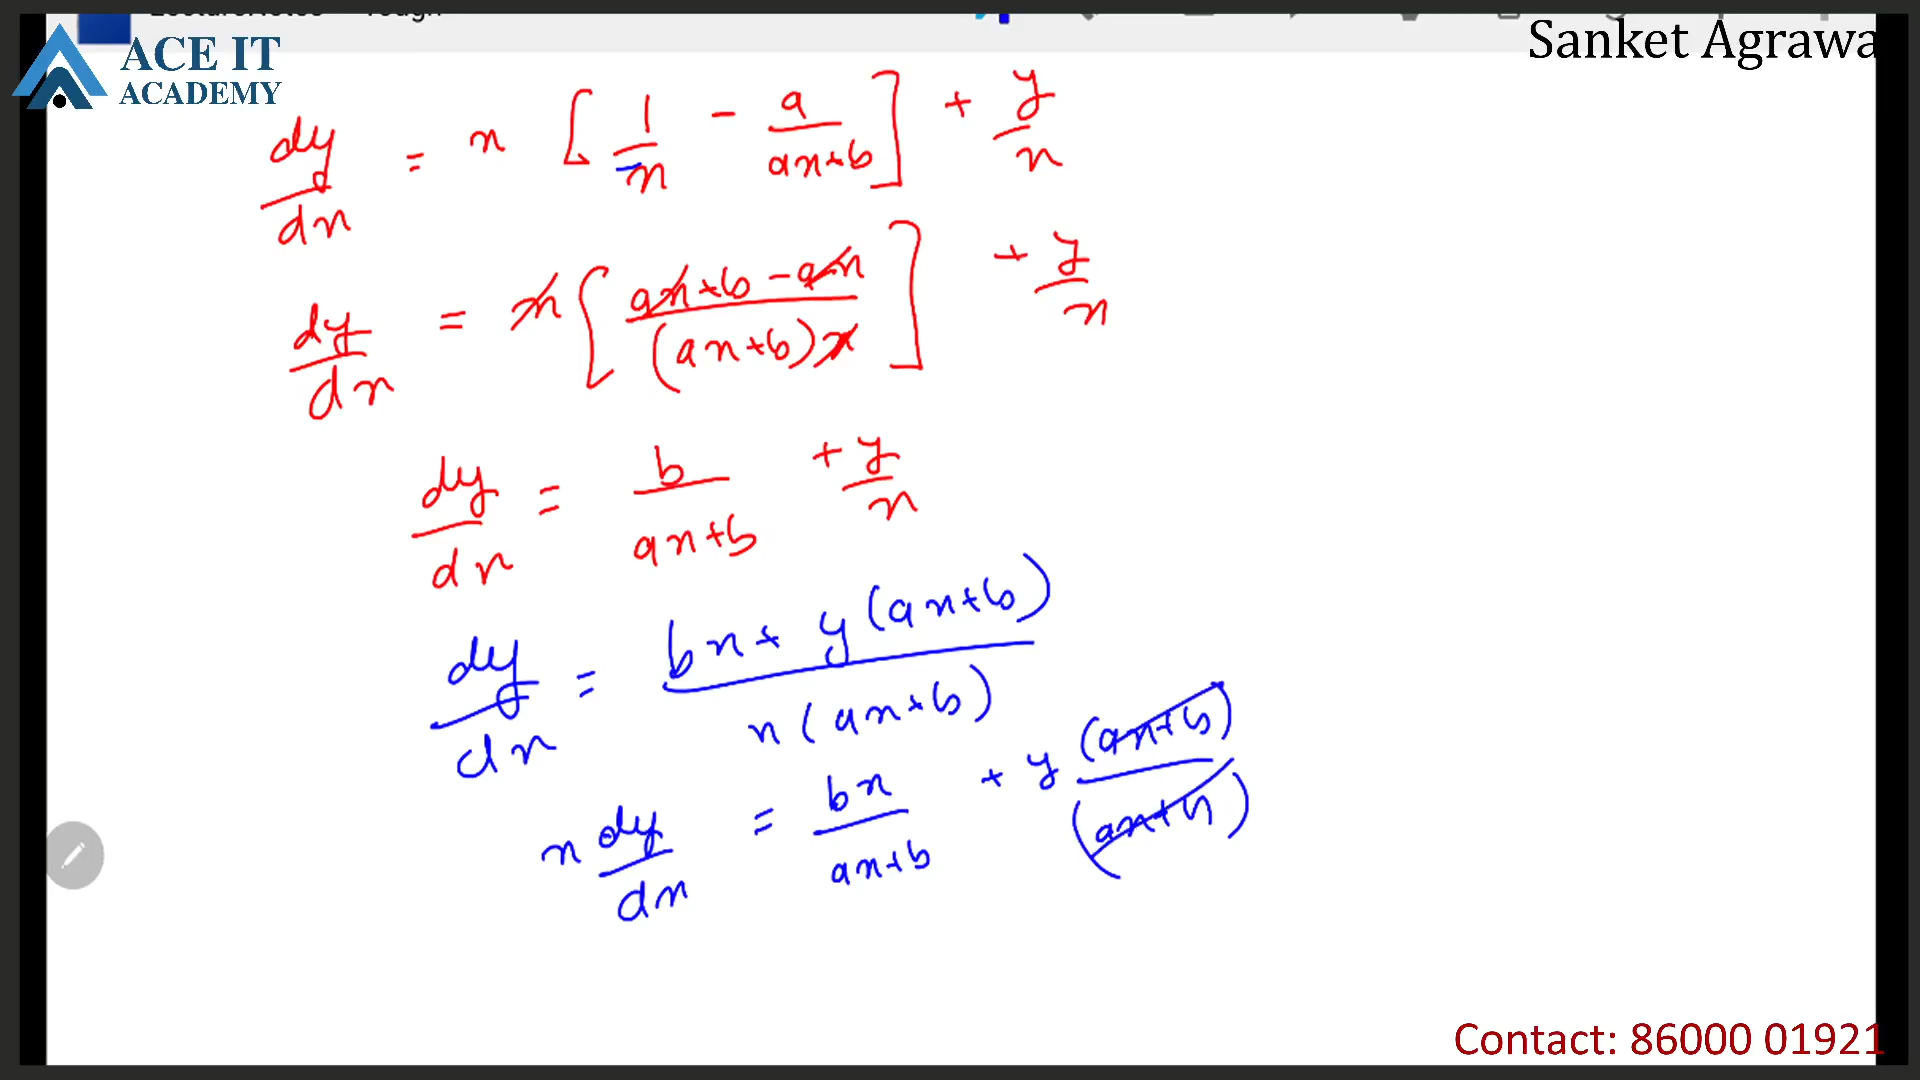 Sanket Agrawa
ACE IT
ACADEMY
dy/dx = x [ 1/x - a/(ax+b) ] + y/x
dy/dx = x [ (ax+b-ax)/((ax+b)x) ] + y/x
dy/dx = b/(ax+b) + y/x
dy/dx = (bx + y(ax+b))/(x(ax+b))
x dy/dx = bx/(ax+b) + y (ax+b)/(ax+b)
Contact: 86000 01921